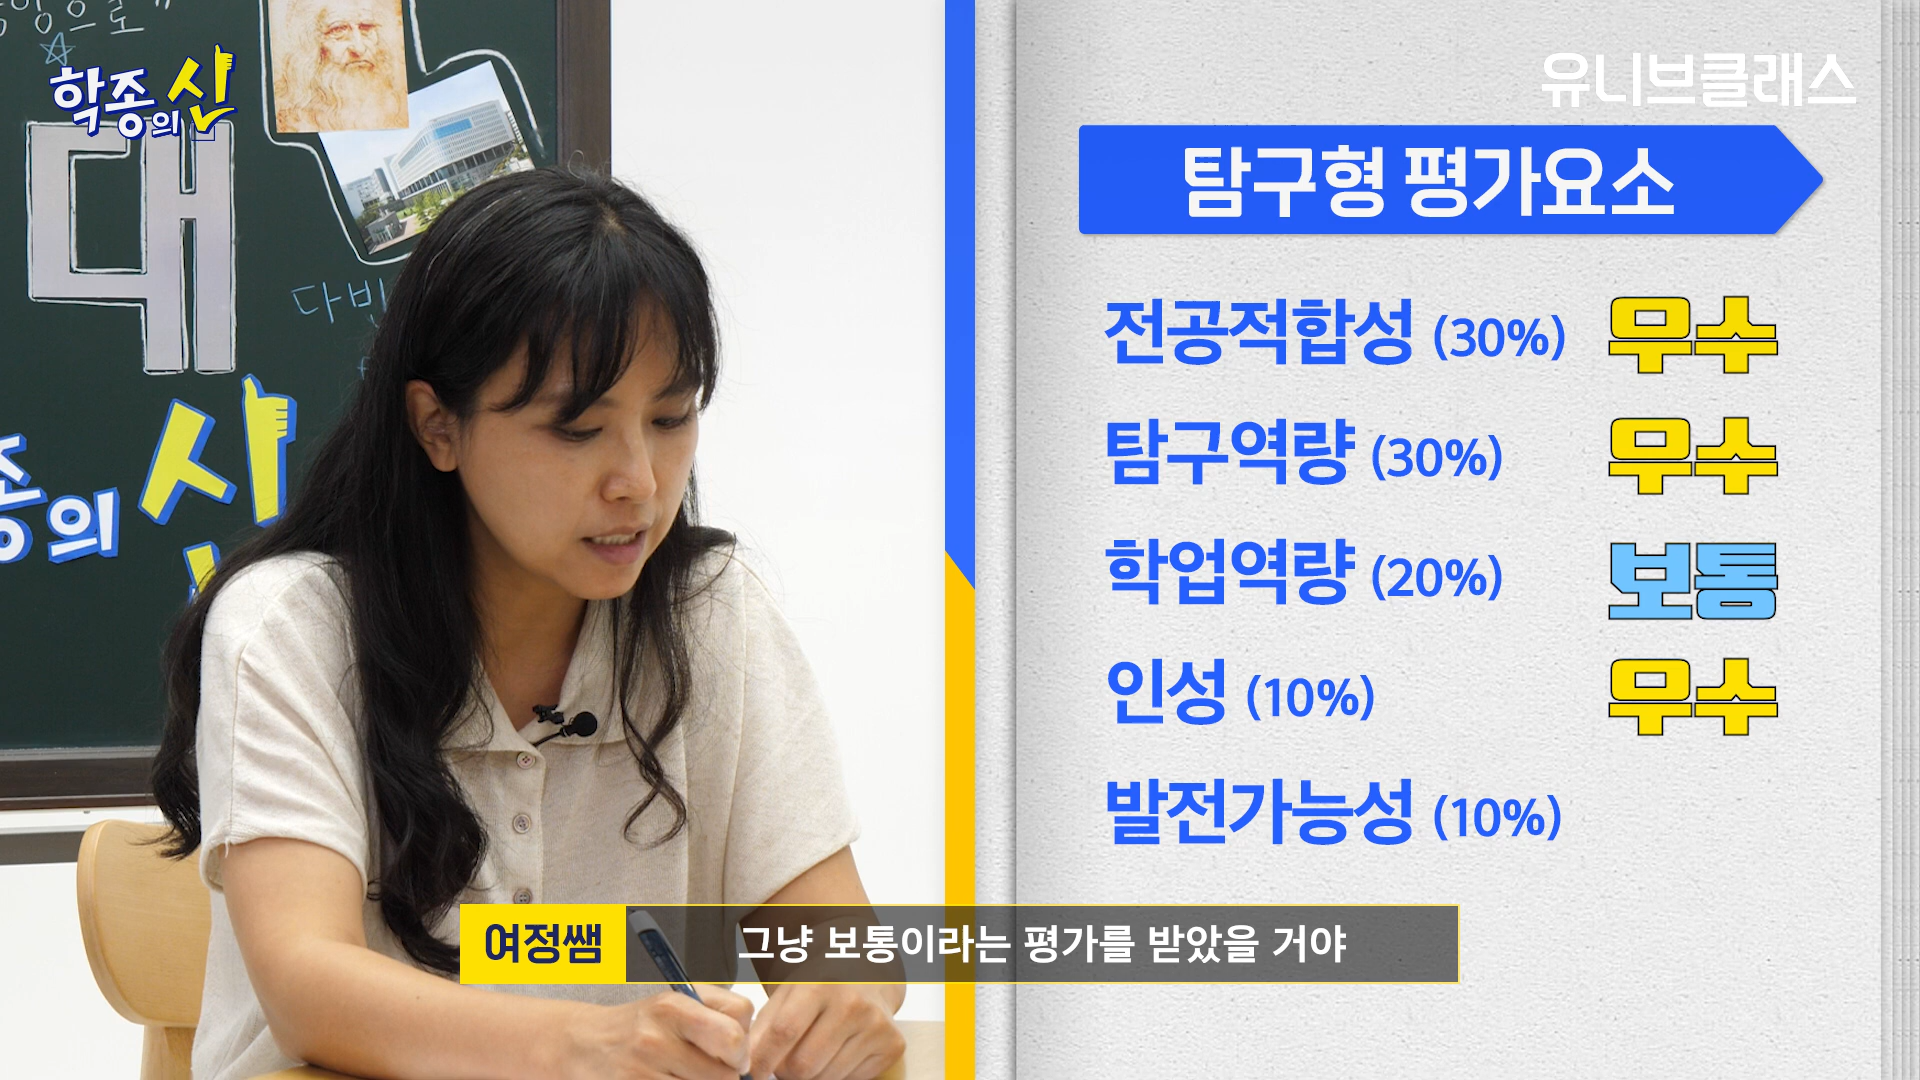 학종의 신
유니브클래스
대
다빈
종의 신
탐구형 평가요소
전공적합성 (30%) 우수
탐구역량 (30%) 우수
학업역량 (20%) 보통
인성 (10%) 우수
발전가능성 (10%)
여정쌤 그냥 보통이라는 평가를 받았을 거야